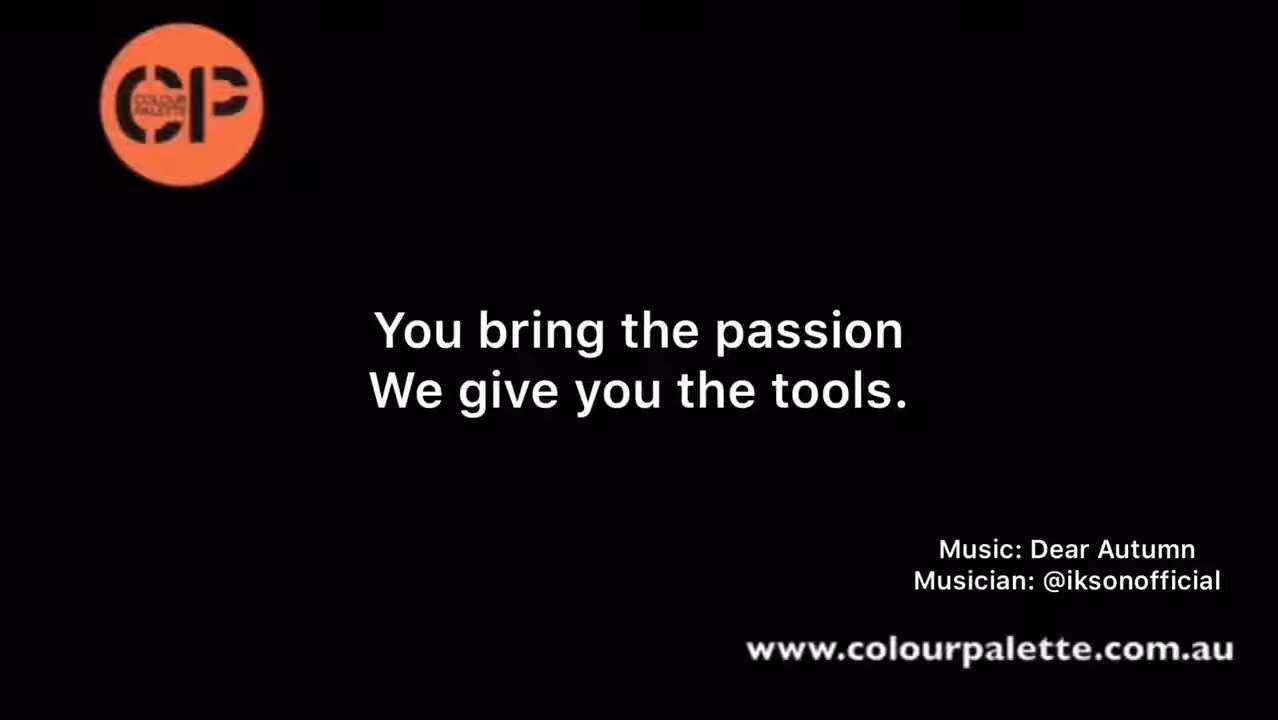 CP
COLOUR
PALETTE
You bring the passion
We give you the tools.
Music: Dear Autumn
Musician: @iksonofficial
www.colourpalette.com.au